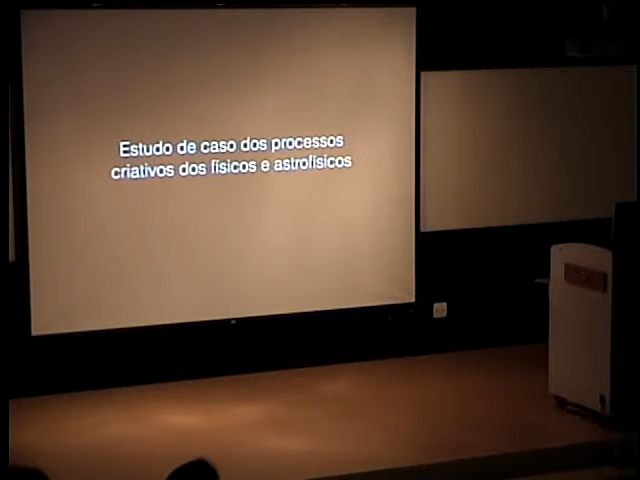 Estudo de caso dos processos
criativos dos físicos e astrofísicos